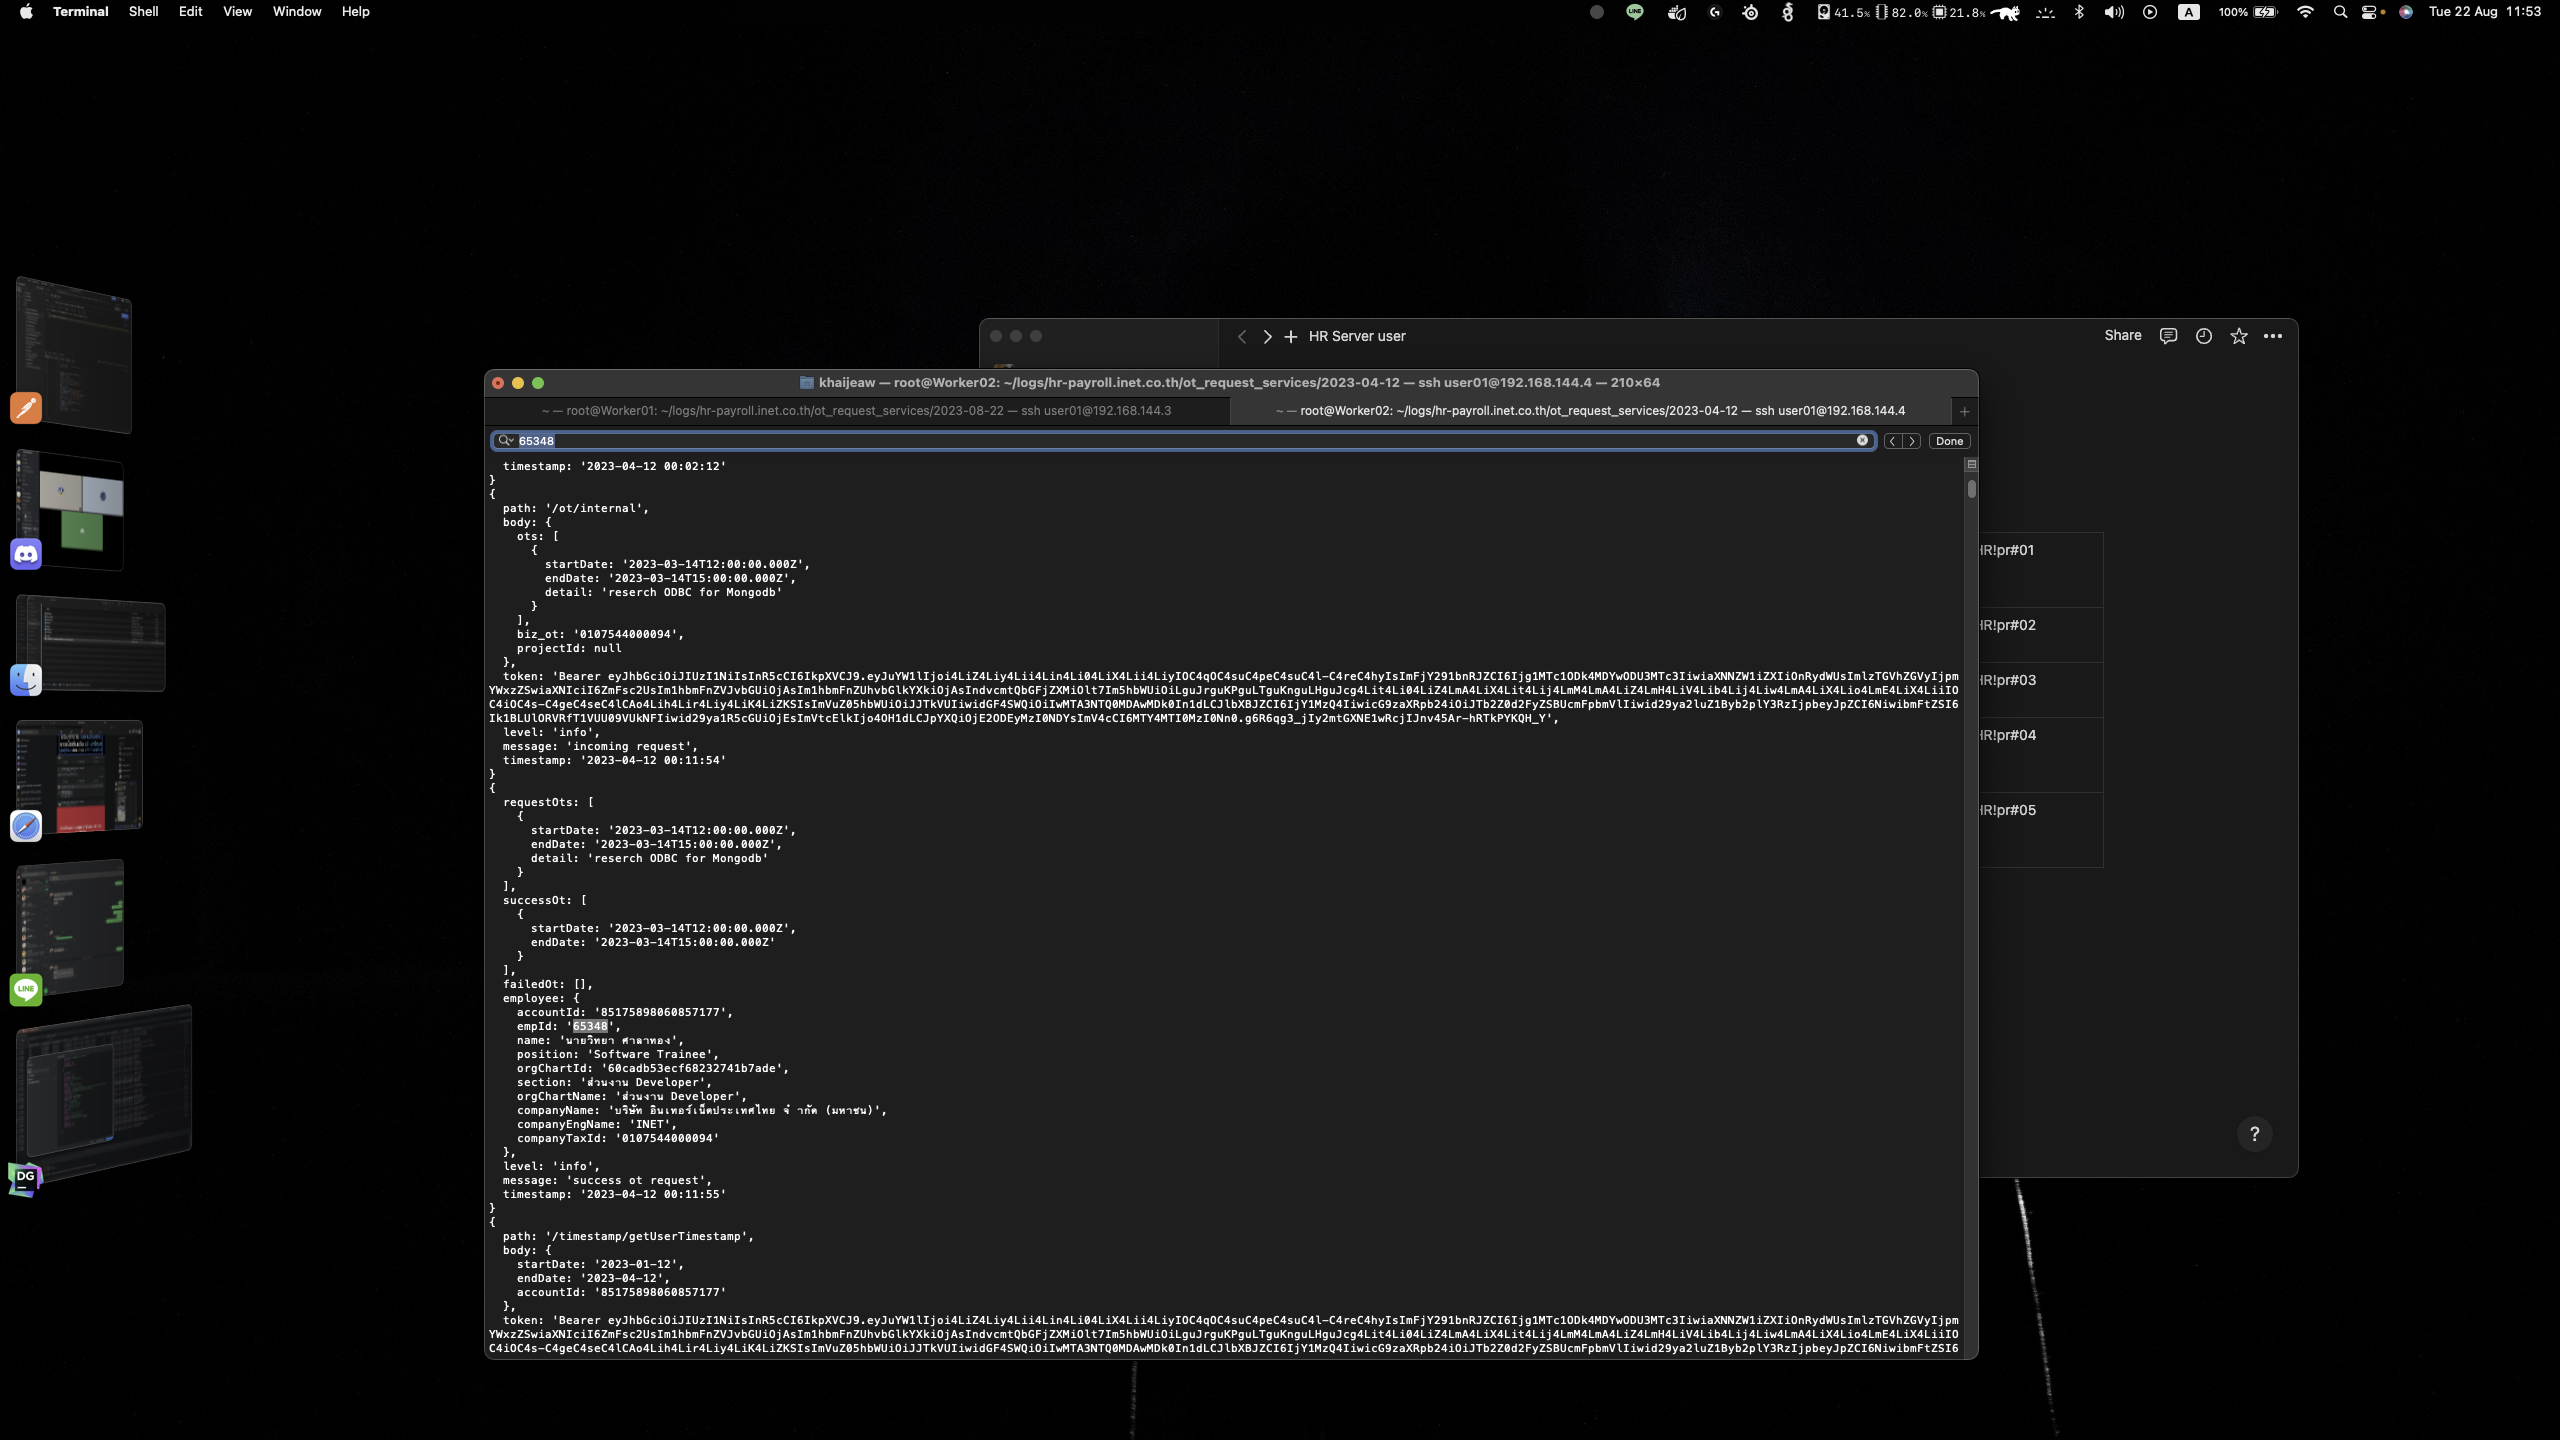 Terminal Shell Edit View Window Help
LINE 41.5% 82.0% 21.8% A 100% Tue 22 Aug 11:53
HR Server user
Share
khaijeaw — root@Worker02: ~/logs/hr-payroll.inet.co.th/ot_request_services/2023-04-12 — ssh user01@192.168.144.4 — 210×64
~ — root@Worker01: ~/logs/hr-payroll.inet.co.th/ot_request_services/2023-08-22 — ssh user01@192.168.144.3
~ — root@Worker02: ~/logs/hr-payroll.inet.co.th/ot_request_services/2023-04-12 — ssh user01@192.168.144.4
65348
Done
timestamp: '2023-04-12 00:02:12'
}
{
path: '/ot/internal',
body: {
ots: [
{
startDate: '2023-03-14T12:00:00.000Z',
endDate: '2023-03-14T15:00:00.000Z',
detail: 'reserch ODBC for Mongodb'
}
],
biz_ot: '0107544000094',
projectId: null
},
token: 'Bearer
level: 'info',
message: 'incoming request',
timestamp: '2023-04-12 00:11:54'
}
{
requestOts: [
{
startDate: '2023-03-14T12:00:00.000Z',
endDate: '2023-03-14T15:00:00.000Z',
detail: 'reserch ODBC for Mongodb'
}
],
successOt: [
{
startDate: '2023-03-14T12:00:00.000Z',
endDate: '2023-03-14T15:00:00.000Z'
}
],
failedOt: [],
employee: {
accountId: '85175898060857177',
empId: '65348',
name: 'นายวิทยา ศาลาทอง',
position: 'Software Trainee',
orgChartId: '60cadb53ecf68232741b7ade',
section: 'ส่วนงาน Developer',
orgChartName: 'ส่วนงาน Developer',
companyName: 'บริษัท อินเทอร์เน็ตประเทศไทย จํ ากัด (มหาชน)',
companyEngName: 'INET',
companyTaxId: '0107544000094'
},
level: 'info',
message: 'success ot request',
timestamp: '2023-04-12 00:11:55'
}
{
path: '/timestamp/getUserTimestamp',
body: {
startDate: '2023-01-12',
endDate: '2023-04-12',
accountId: '85175898060857177'
},
token: 'Bearer
HR!pr#01
HR!pr#02
HR!pr#03
HR!pr#04
HR!pr#05
?
LINE
DG